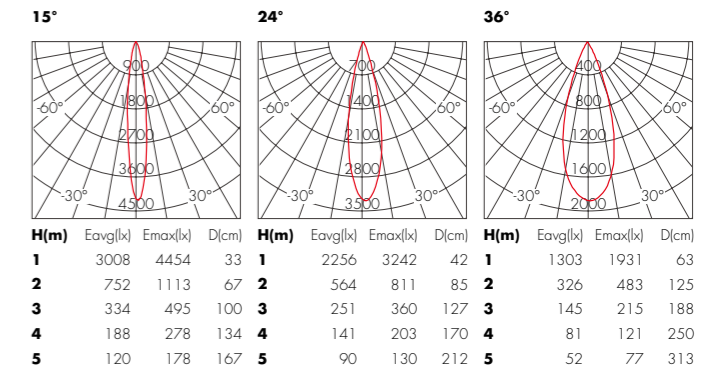 15°
900
1800
2700
3600
4500
-60°
60°
-30°
30°
H(m) Eavg(lx) Emax(lx) D(cm)
1 3008 4454 33
2 752 1113 67
3 334 495 100
4 188 278 134
5 120 178 167
24°
700
1400
2100
2800
3500
-60°
60°
-30°
30°
H(m) Eavg(lx) Emax(lx) D(cm)
1 2256 3242 42
2 564 811 85
3 251 360 127
4 141 203 170
5 90 130 212
36°
400
800
1200
1600
2000
-60°
60°
-30°
30°
H(m) Eavg(lx) Emax(lx) D(cm)
1 1303 1931 63
2 326 483 125
3 145 215 188
4 81 121 250
5 52 77 313